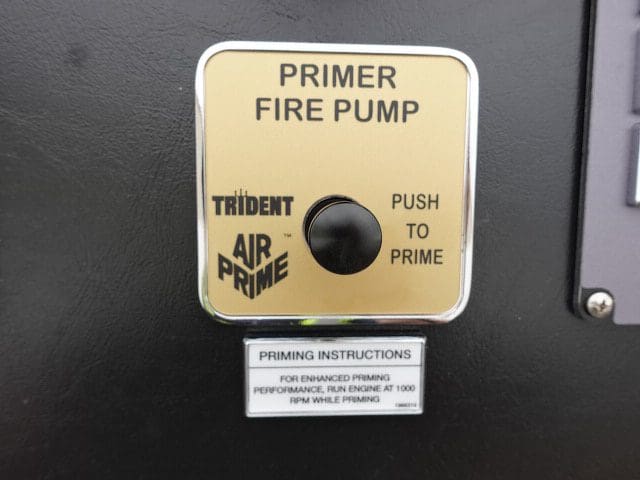 PRIMER
FIRE PUMP
TRIDENT
AIR
PRIME
™
PUSH
TO
PRIME
PRIMING INSTRUCTIONS
FOR ENHANCED PRIMING
PERFORMANCE, RUN ENGINE AT 1000
RPM WHILE PRIMING